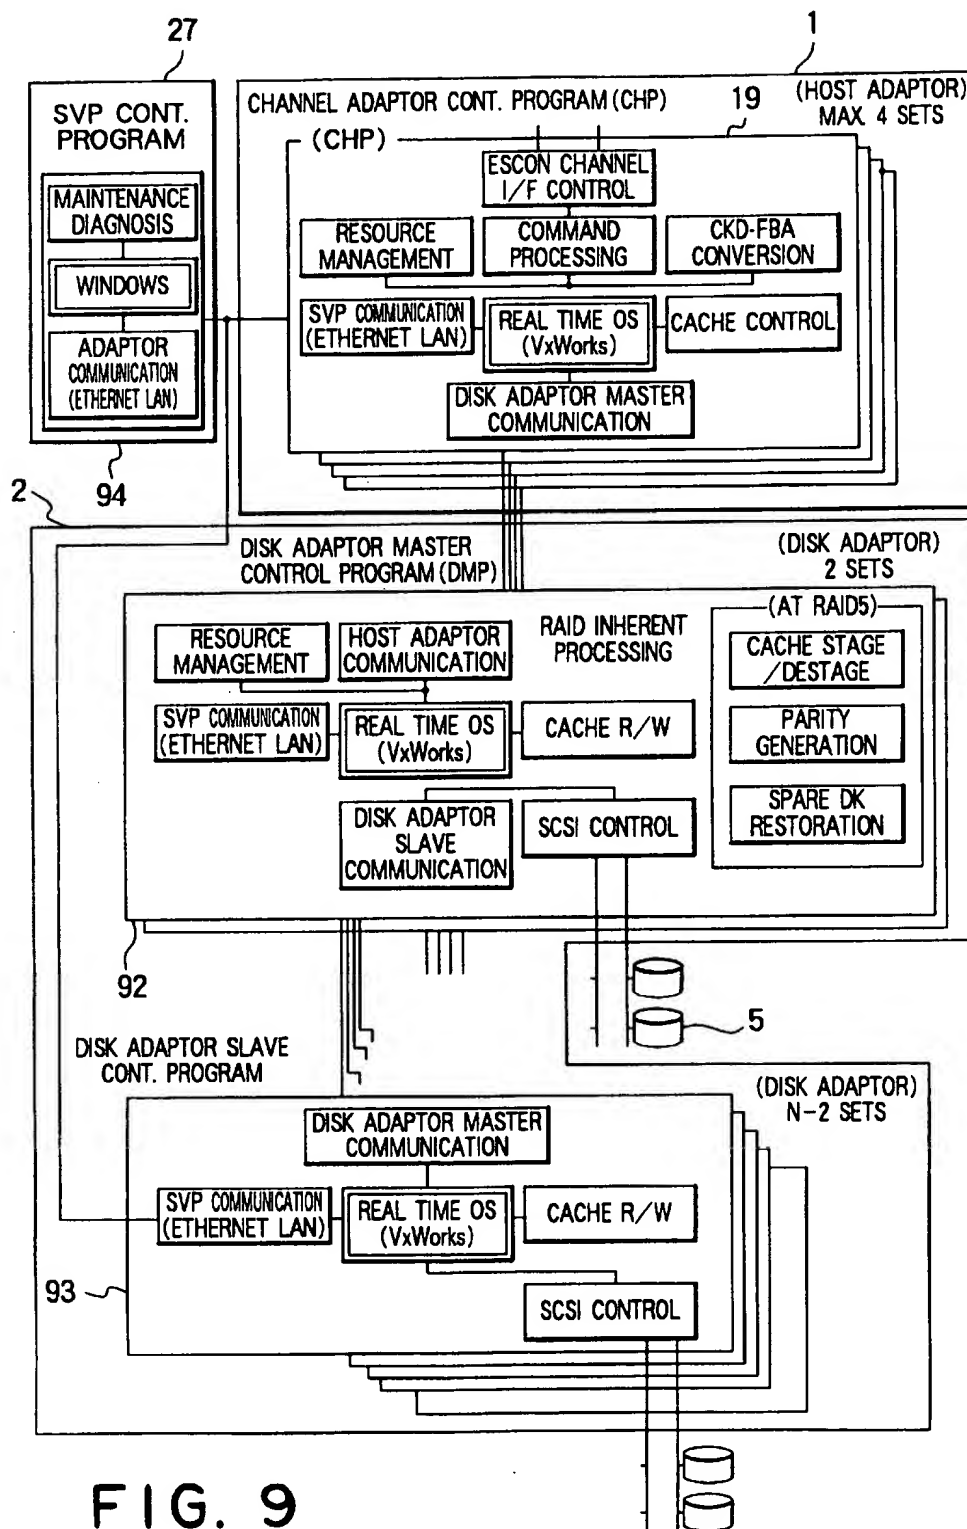 27
1
SVP CONT.
PROGRAM
MAINTENANCE
DIAGNOSIS
WINDOWS
ADAPTOR
COMMUNICATION
(ETHERNET LAN)
94
CHANNEL ADAPTOR CONT. PROGRAM (CHP)
(HOST ADAPTOR)
MAX. 4 SETS
19
(CHP)
ESCON CHANNEL
I/F CONTROL
RESOURCE
MANAGEMENT
COMMAND
PROCESSING
CKD-FBA
CONVERSION
SVP COMMUNICATION
(ETHERNET LAN)
REAL TIME OS
(VxWorks)
CACHE CONTROL
DISK ADAPTOR MASTER
COMMUNICATION
2
DISK ADAPTOR MASTER
CONTROL PROGRAM (DMP)
(DISK ADAPTOR)
2 SETS
RESOURCE
MANAGEMENT
HOST ADAPTOR
COMMUNICATION
RAID INHERENT
PROCESSING
(AT RAID5)
CACHE STAGE
/DESTAGE
PARITY
GENERATION
SPARE DK
RESTORATION
SVP COMMUNICATION
(ETHERNET LAN)
REAL TIME OS
(VxWorks)
CACHE R/W
DISK ADAPTOR
SLAVE
COMMUNICATION
SCSI CONTROL
92
5
DISK ADAPTOR SLAVE
CONT. PROGRAM
(DISK ADAPTOR)
N-2 SETS
DISK ADAPTOR MASTER
COMMUNICATION
SVP COMMUNICATION
(ETHERNET LAN)
REAL TIME OS
(VxWorks)
CACHE R/W
SCSI CONTROL
93
FIG. 9